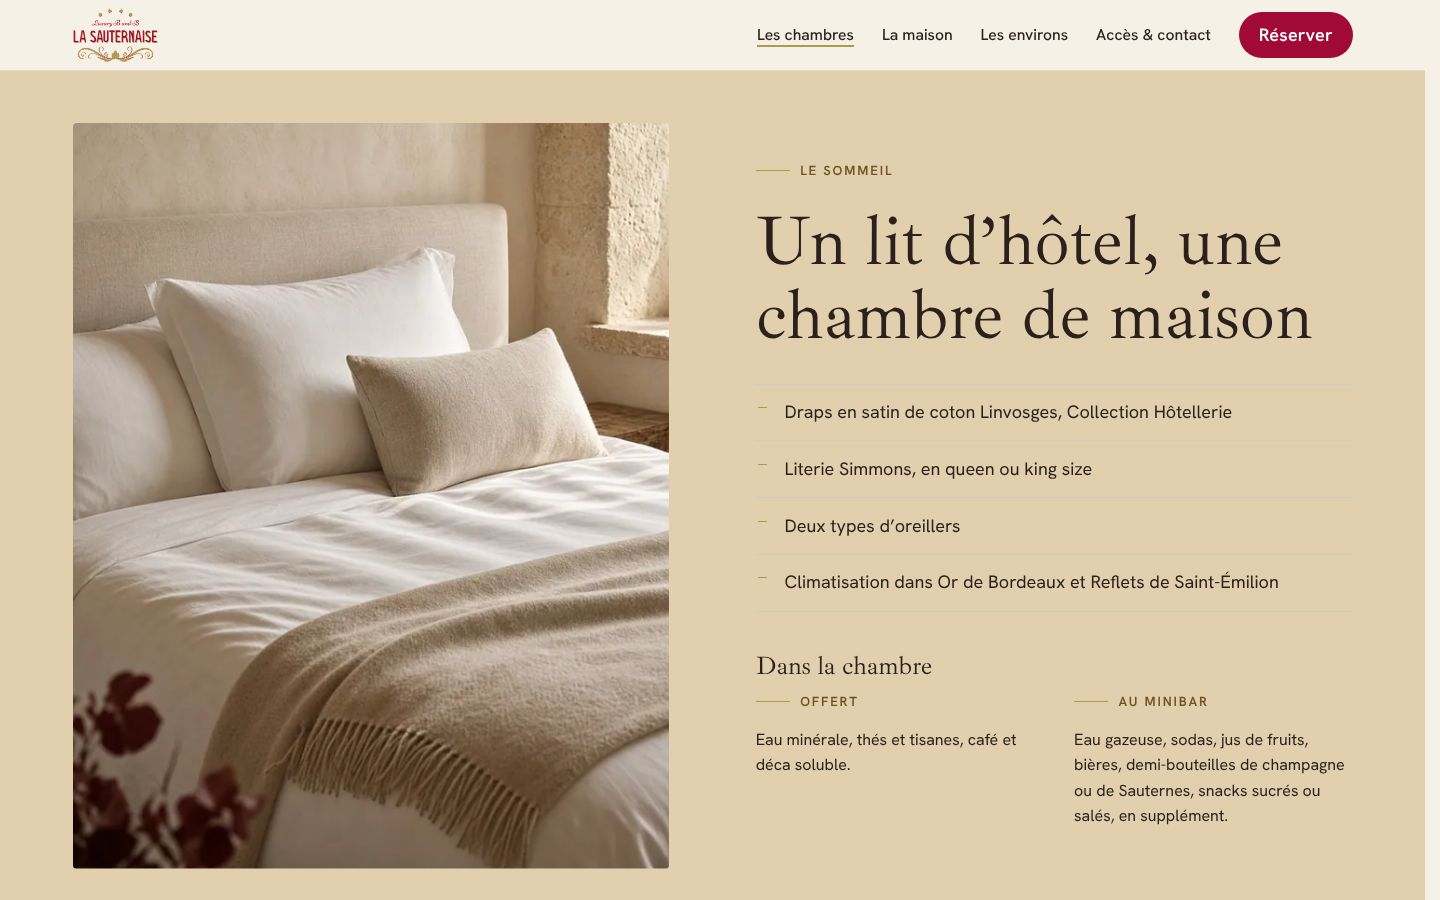 Luxury B and B
LA SAUTERNAISE
Les chambres
La maison
Les environs
Accès & contact
Réserver
LE SOMMEIL
Un lit d’hôtel, une
chambre de maison
Draps en satin de coton Linvosges, Collection Hôtellerie
Literie Simmons, en queen ou king size
Deux types d’oreillers
Climatisation dans Or de Bordeaux et Reflets de Saint-Émilion
Dans la chambre
OFFERT
Eau minérale, thés et tisanes, café et
déca soluble.
AU MINIBAR
Eau gazeuse, sodas, jus de fruits,
bières, demi-bouteilles de champagne
ou de Sauternes, snacks sucrés ou
salés, en supplément.